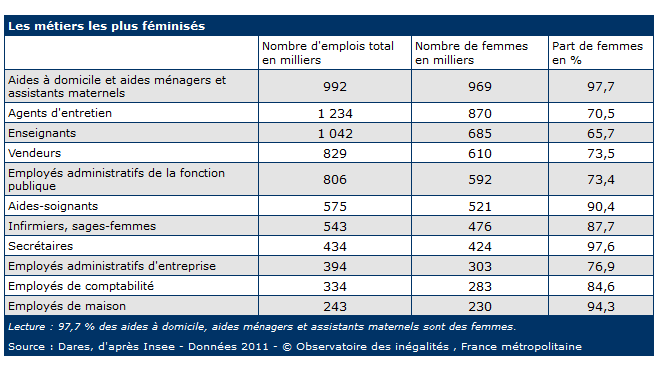 Les métiers les plus féminisés
Nombre d'emplois total en milliers | Nombre de femmes en milliers | Part de femmes en %
Aides à domicile et aides ménagers et assistants maternels | 992 | 969 | 97,7
Agents d'entretien | 1 234 | 870 | 70,5
Enseignants | 1 042 | 685 | 65,7
Vendeurs | 829 | 610 | 73,5
Employés administratifs de la fonction publique | 806 | 592 | 73,4
Aides-soignants | 575 | 521 | 90,4
Infirmiers, sages-femmes | 543 | 476 | 87,7
Secrétaires | 434 | 424 | 97,6
Employés administratifs d'entreprise | 394 | 303 | 76,9
Employés de comptabilité | 334 | 283 | 84,6
Employés de maison | 243 | 230 | 94,3
Lecture : 97,7 % des aides à domicile, aides ménagers et assistants maternels sont des femmes.
Source : Dares, d'après Insee - Données 2011 - © Observatoire des inégalités , France métropolitaine